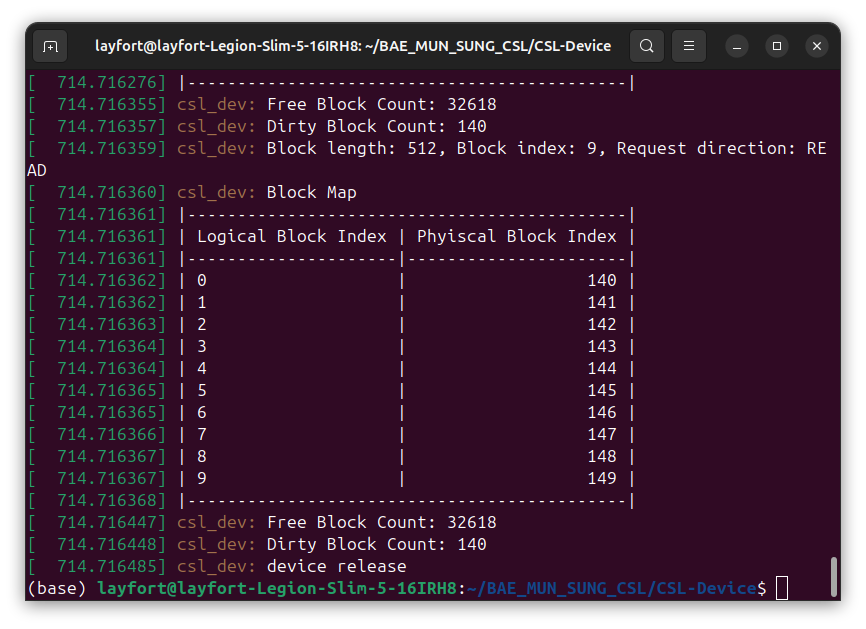 layfort@layfort-Legion-Slim-5-16IRH8: ~/BAE_MUN_SUNG_CSL/CSL-Device
[  714.716276] |--------------------------------------------|
[  714.716355] csl_dev: Free Block Count: 32618
[  714.716357] csl_dev: Dirty Block Count: 140
[  714.716359] csl_dev: Block length: 512, Block index: 9, Request direction: RE
AD
[  714.716360] csl_dev: Block Map
[  714.716361] |--------------------------------------------|
[  714.716361] | Logical Block Index | Phyiscal Block Index |
[  714.716361] |---------------------|----------------------|
[  714.716362] | 0                   |                  140 |
[  714.716362] | 1                   |                  141 |
[  714.716363] | 2                   |                  142 |
[  714.716364] | 3                   |                  143 |
[  714.716364] | 4                   |                  144 |
[  714.716365] | 5                   |                  145 |
[  714.716365] | 6                   |                  146 |
[  714.716366] | 7                   |                  147 |
[  714.716367] | 8                   |                  148 |
[  714.716367] | 9                   |                  149 |
[  714.716368] |--------------------------------------------|
[  714.716447] csl_dev: Free Block Count: 32618
[  714.716448] csl_dev: Dirty Block Count: 140
[  714.716485] csl_dev: device release
(base) layfort@layfort-Legion-Slim-5-16IRH8:~/BAE_MUN_SUNG_CSL/CSL-Device$